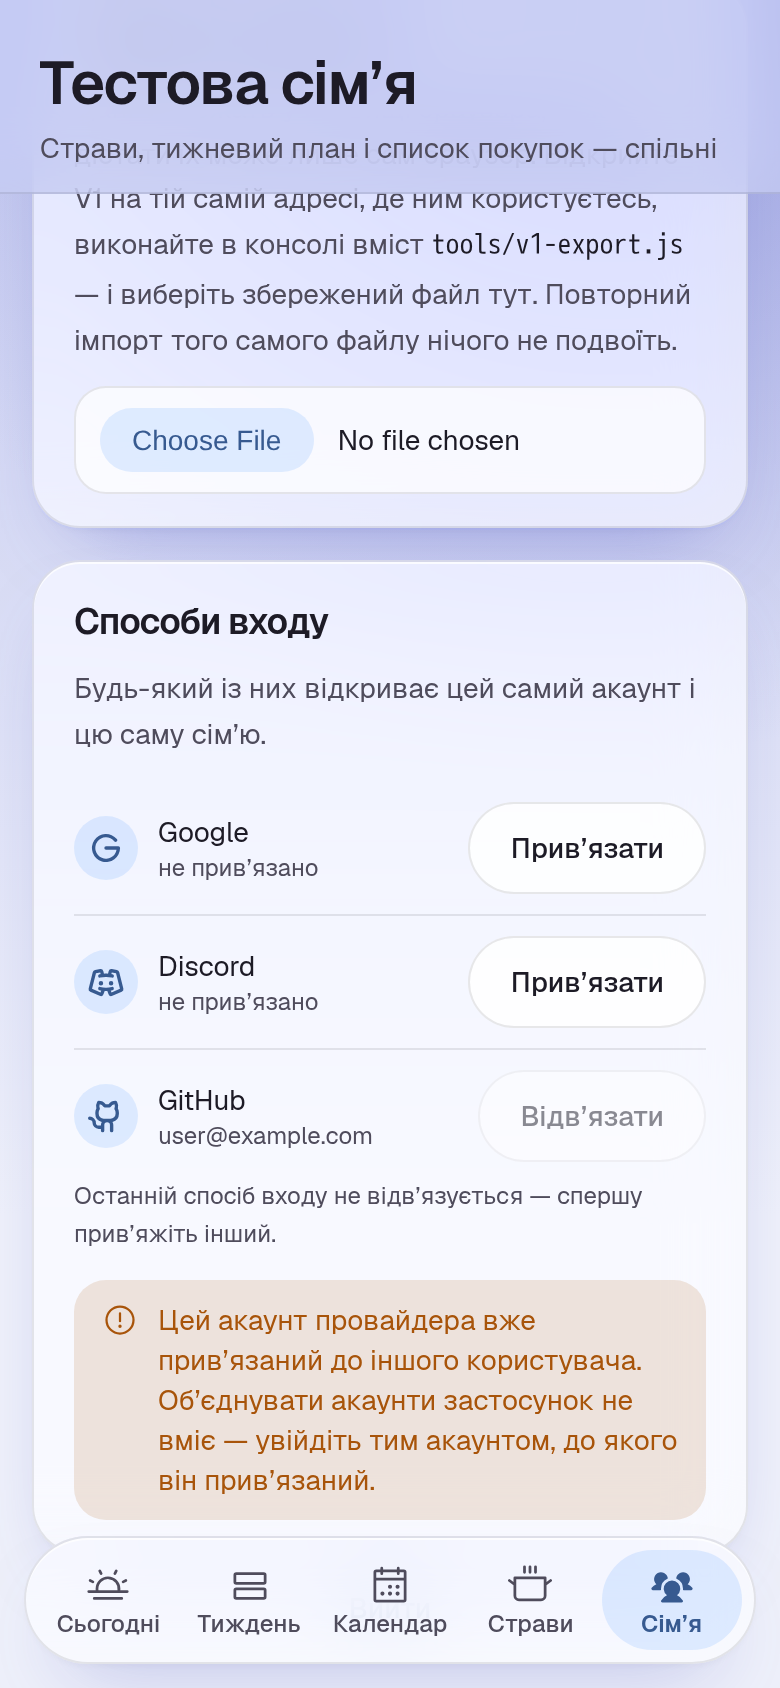 Тестова сім’я
Страви, тижневий план і список покупок — спільні
V1 на тій самій адресі, де ним користуєтесь,
виконайте в консолі вміст tools/v1-export.js
— і виберіть збережений файл тут. Повторний
імпорт того самого файлу нічого не подвоїть.
Choose File No file chosen
Способи входу
Будь-який із них відкриває цей самий акаунт і
цю саму сім’ю.
Google
не прив’язано
Прив’язати
Discord
не прив’язано
Прив’язати
GitHub
user@example.com
Відв’язати
Останній спосіб входу не відв’язується — спершу
прив’яжіть інший.
Цей акаунт провайдера вже
прив’язаний до іншого користувача.
Об’єднувати акаунти застосунок не
вміє — увійдіть тим акаунтом, до якого
він прив’язаний.
Вийти
Сьогодні Тиждень Календар Страви Сім’я